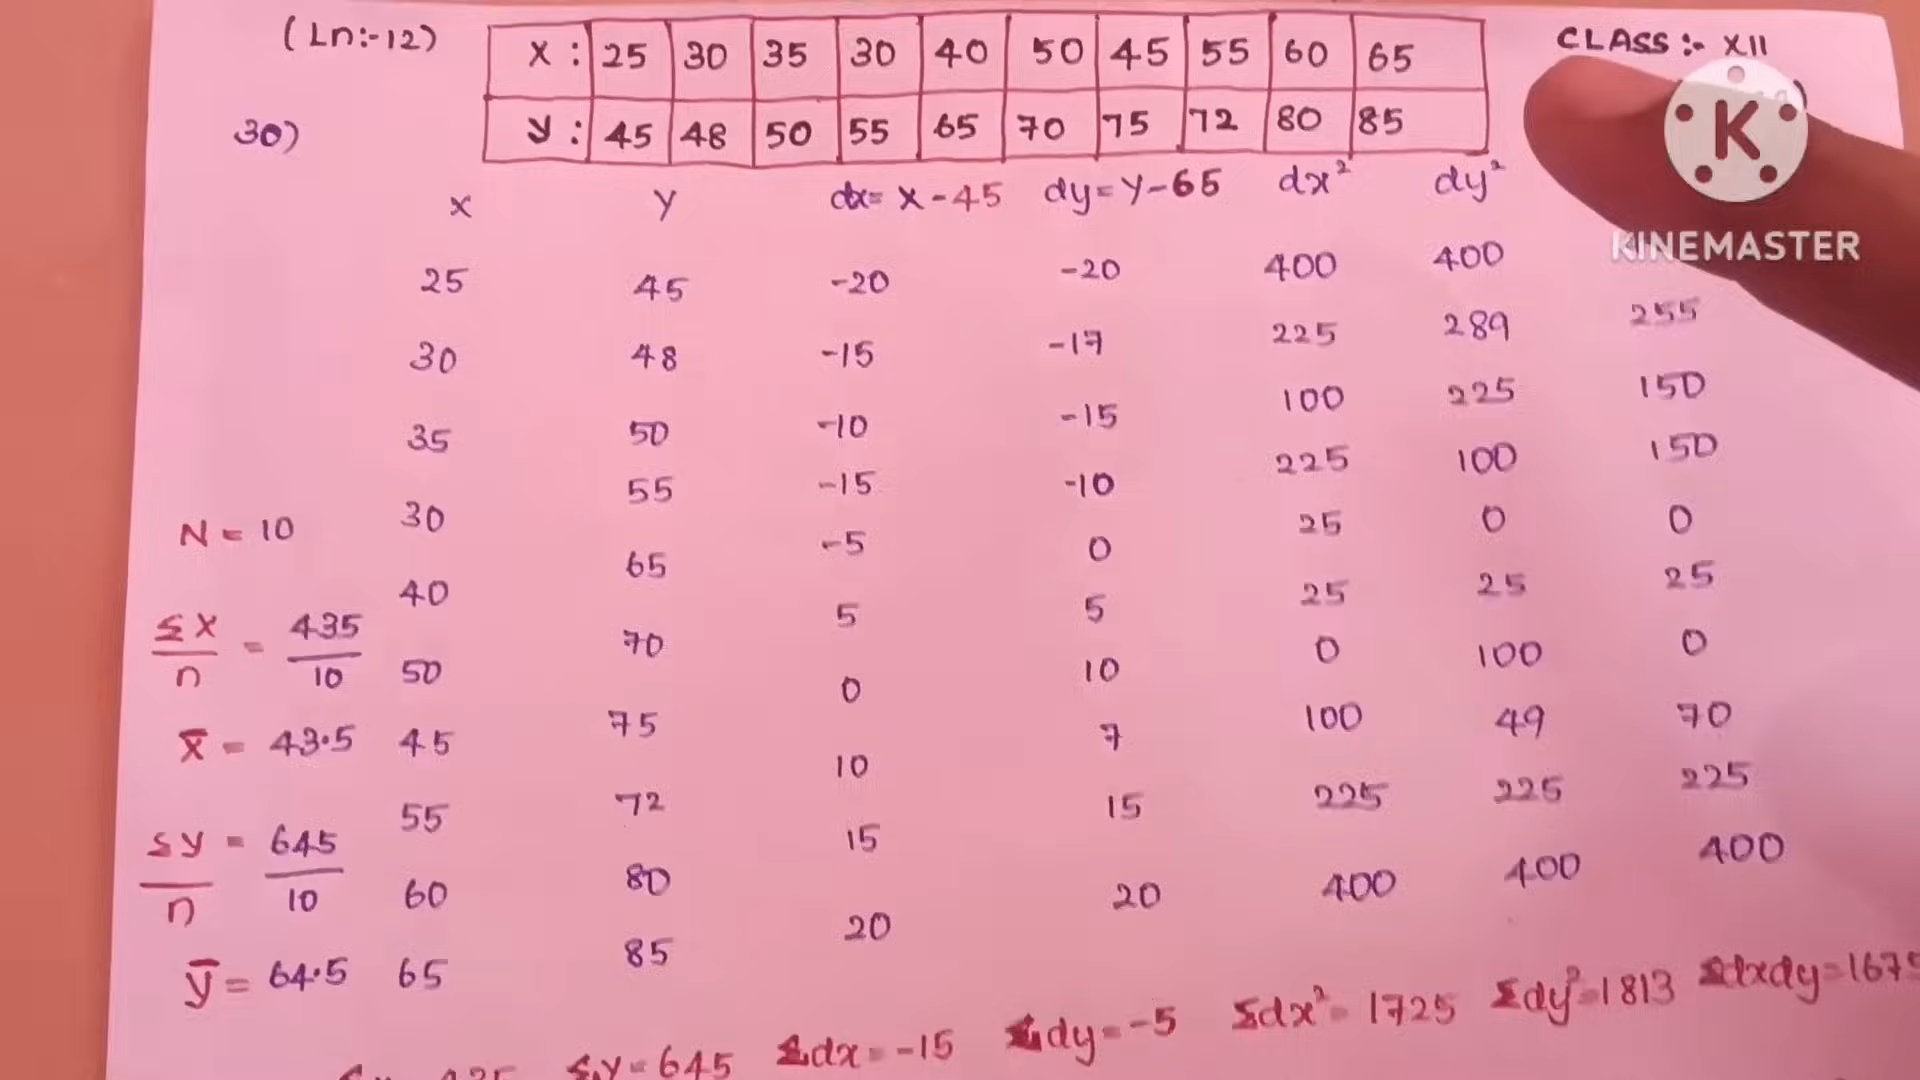 (Ln:-12)
CLASS:- XII
X : 25 30 35 30 40 50 45 55 60 65
30)
y : 45 48 50 55 65 70 75 72 80 85
x Y dx= X-45 dy=Y-65 dx² dy²
KINEMASTER
25 45 -20 -20 400 400
30 48 -15 -17 225 289 255
35 50 -10 -15 100 225 150
30 55 -15 -10 225 100 150
N = 10
40 65 -5 0 25 0 0
ΣX/n = 435/10
50 70 5 5 25 25 25
x̄ = 43.5
45 75 0 10 0 100 0
55 72 10 7 100 49 70
Σy/n = 645/10
60 80 15 15 225 225 225
ȳ = 64.5
65 85 20 20 400 400 400
ΣY=645 Σdx=-15 Σdy=-5 Σdx²=1725 Σdy²=1813 Σdxdy=1675